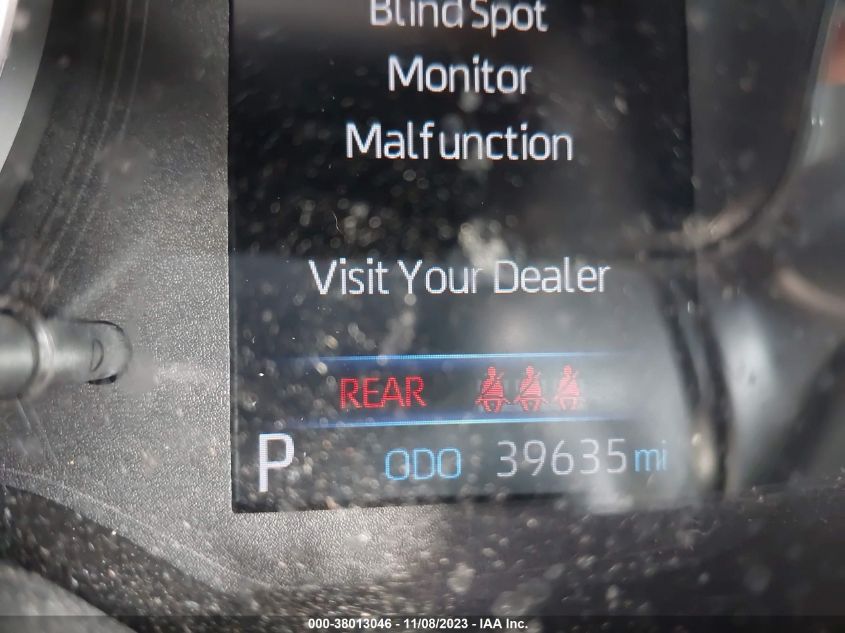 Blind Spot
Monitor
Malfunction
Visit Your Dealer
REAR
P ODO 39635 mi
000-38013046 - 11/08/2023 - IAA Inc.